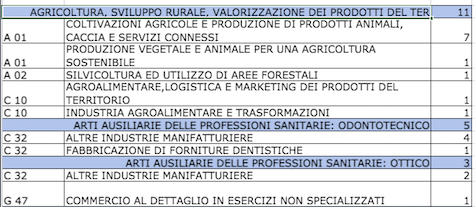 AGRICOLTURA, SVILUPPO RURALE, VALORIZZAZIONE DEI PRODOTTI DEL TER 11
COLTIVAZIONI AGRICOLE E PRODUZIONE DI PRODOTTI ANIMALI,
A 01 CACCIA E SERVIZI CONNESSI 7
PRODUZIONE VEGETALE E ANIMALE PER UNA AGRICOLTURA
A 01 SOSTENIBILE 1
A 02 SILVICOLTURA ED UTILIZZO DI AREE FORESTALI 1
AGROALIMENTARE,LOGISTICA E MARKETING DEI PRODOTTI DEL
C 10 TERRITORIO 1
C 10 INDUSTRIA AGROALIMENTARE E TRASFORMAZIONI 1
ARTI AUSILIARIE DELLE PROFESSIONI SANITARIE: ODONTOTECNICO 5
C 32 ALTRE INDUSTRIE MANIFATTURIERE 4
C 32 FABBRICAZIONE DI FORNITURE DENTISTICHE 1
ARTI AUSILIARIE DELLE PROFESSIONI SANITARIE: OTTICO 3
C 32 ALTRE INDUSTRIE MANIFATTURIERE 2
G 47 COMMERCIO AL DETTAGLIO IN ESERCIZI NON SPECIALIZZATI 1